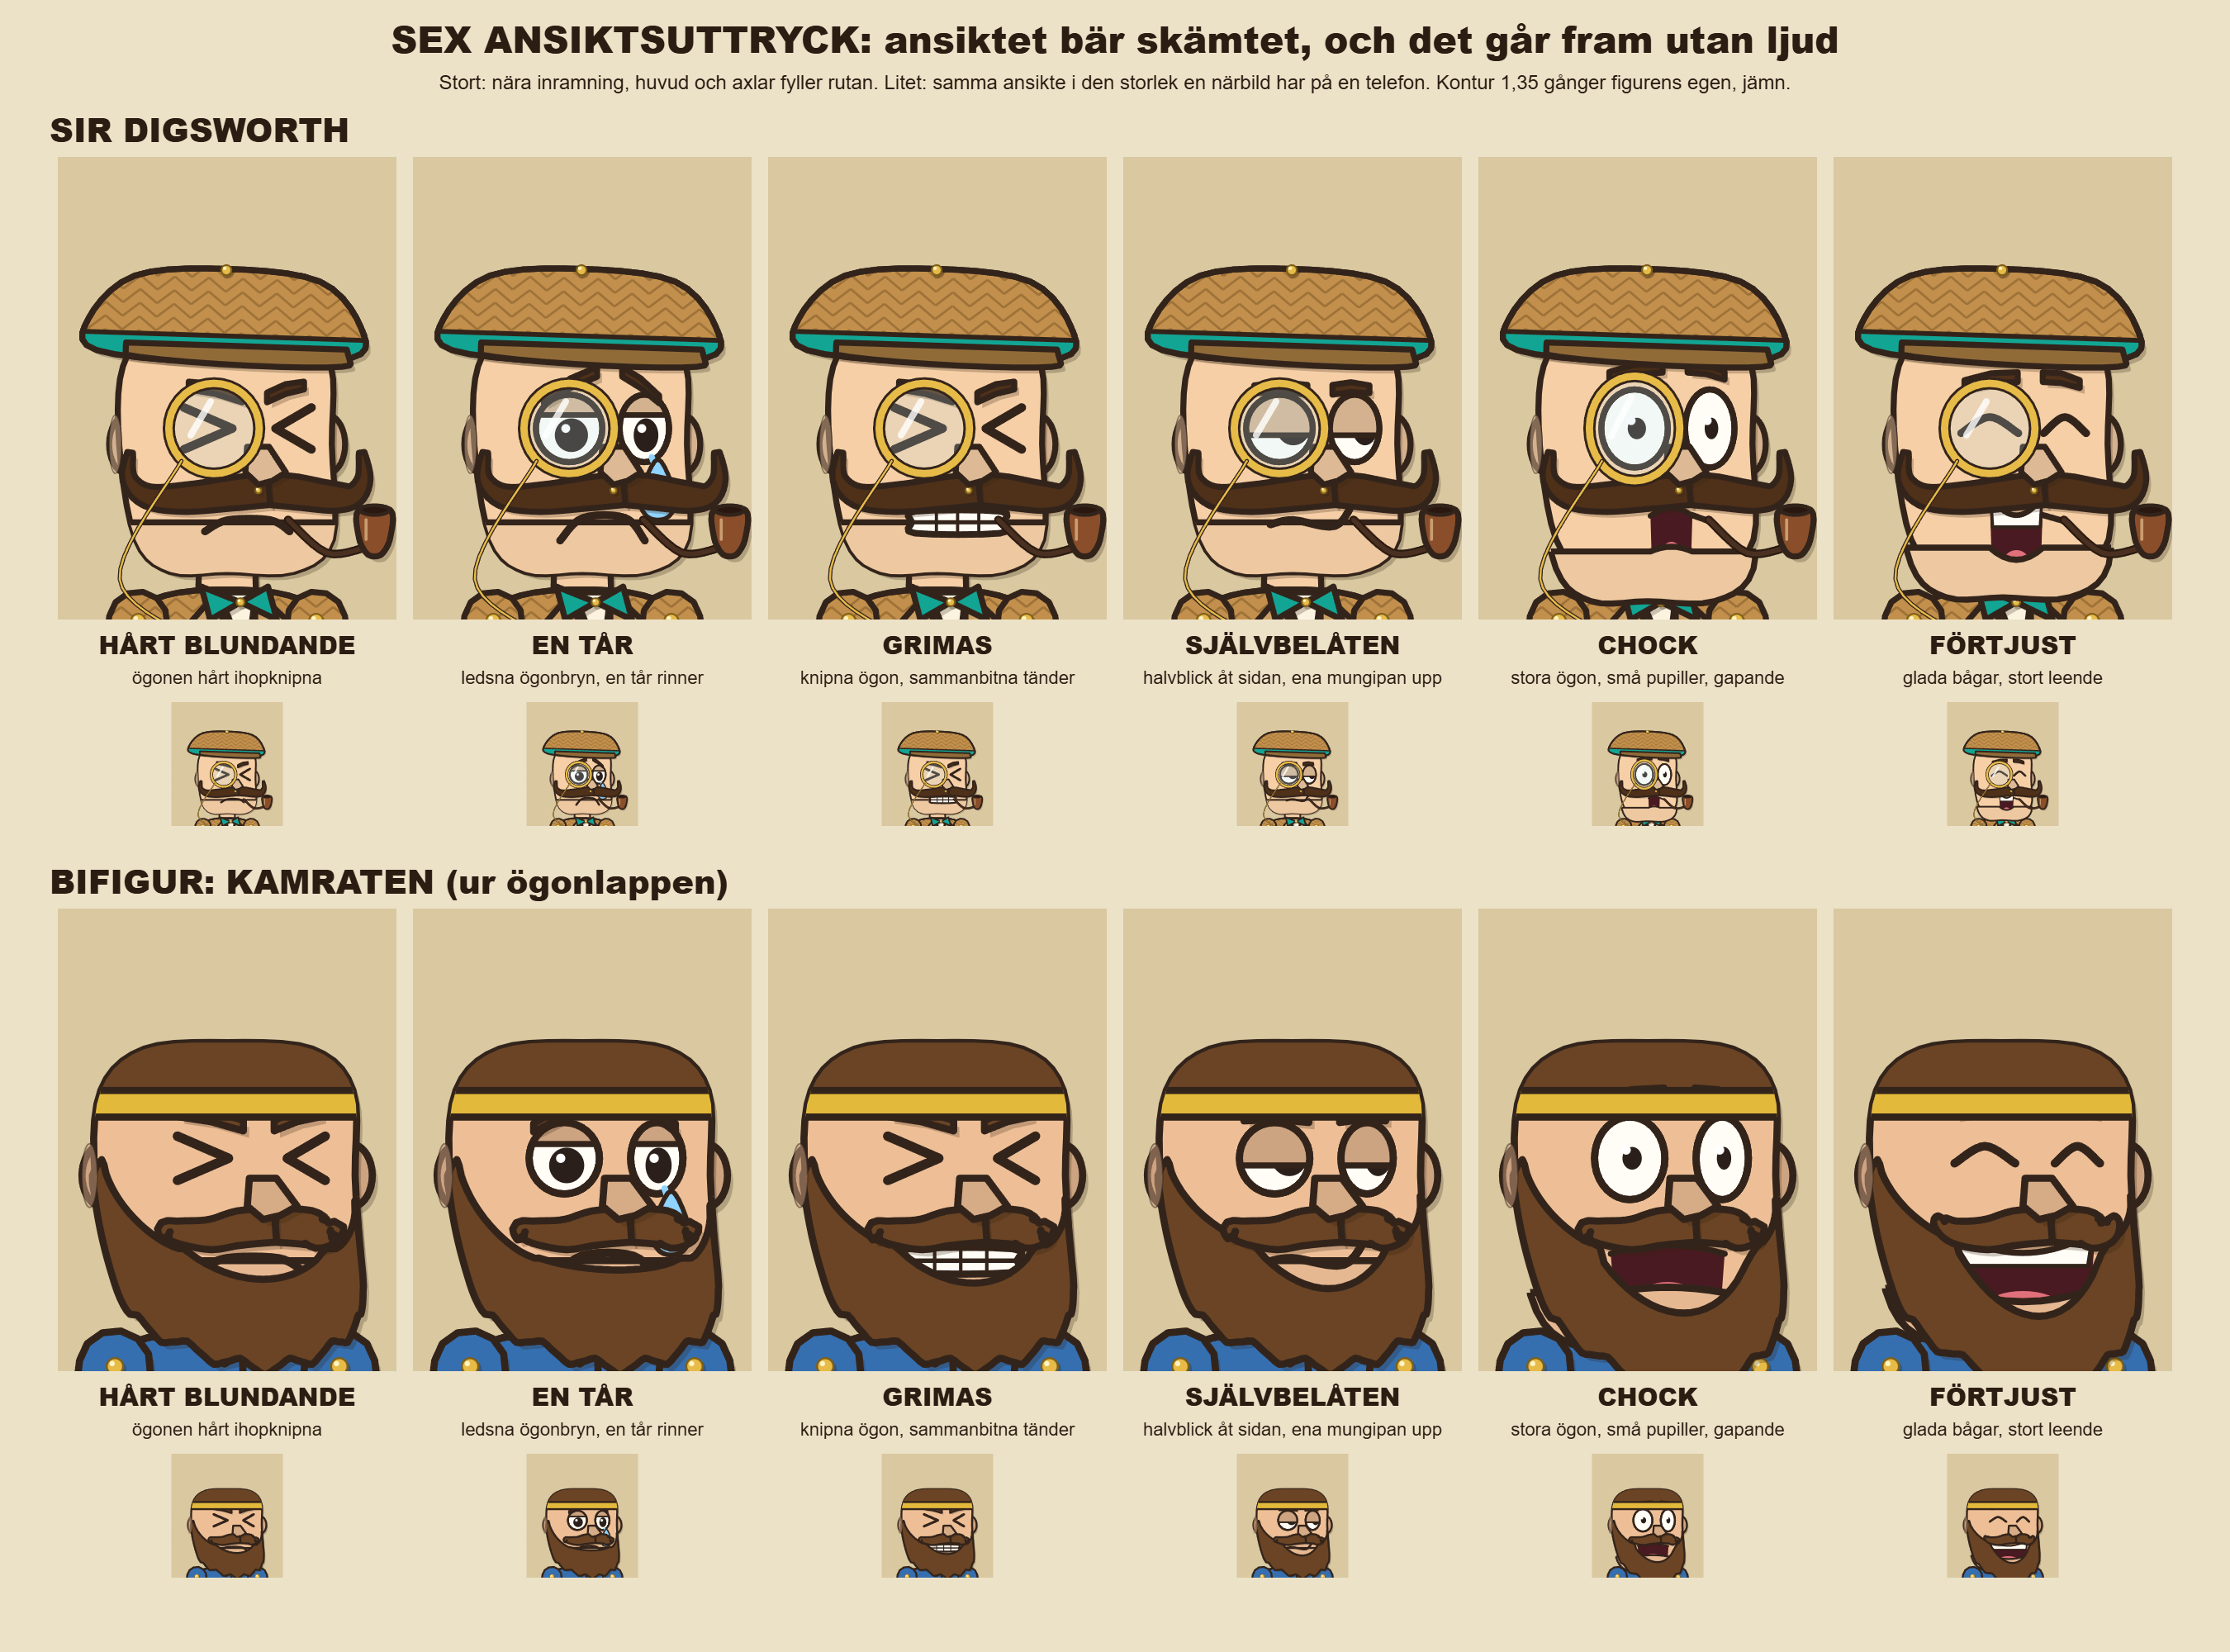 SEX ANSIKTSUTTRYCK: ansiktet bär skämtet, och det går fram utan ljud
Stort: nära inramning, huvud och axlar fyller rutan. Litet: samma ansikte i den storlek en närbild har på en telefon. Kontur 1,35 gånger figurens egen, jämn.
SIR DIGSWORTH
HÅRT BLUNDANDE
ögonen hårt ihopknipna
EN TÅR
ledsna ögonbryn, en tår rinner
GRIMAS
knipna ögon, sammanbitna tänder
SJÄLVBELÅTEN
halvblick åt sidan, ena mungipan upp
CHOCK
stora ögon, små pupiller, gapande
FÖRTJUST
glada bågar, stort leende
BIFIGUR: KAMRATEN (ur ögonlappen)
HÅRT BLUNDANDE
ögonen hårt ihopknipna
EN TÅR
ledsna ögonbryn, en tår rinner
GRIMAS
knipna ögon, sammanbitna tänder
SJÄLVBELÅTEN
halvblick åt sidan, ena mungipan upp
CHOCK
stora ögon, små pupiller, gapande
FÖRTJUST
glada bågar, stort leende